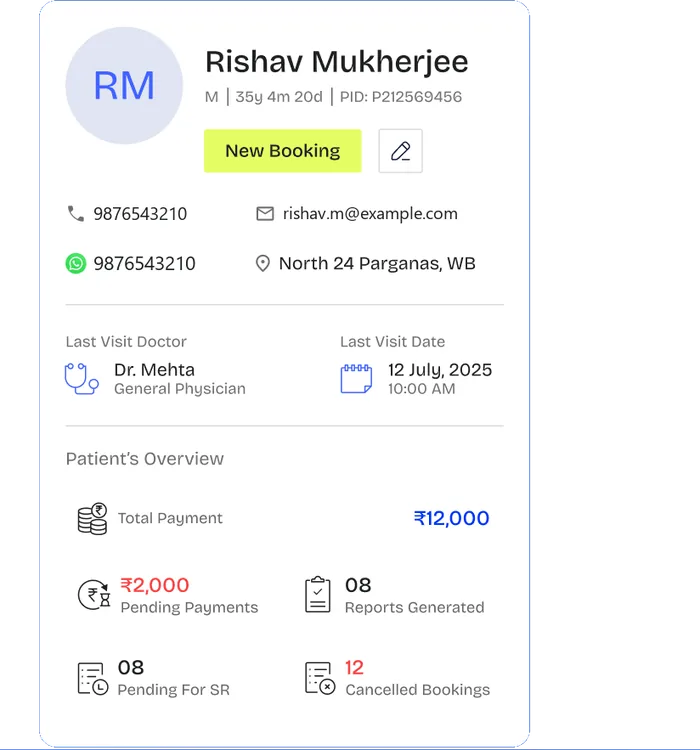 RM
Rishav Mukherjee
M | 35y 4m 20d | PID: P212569456
New Booking
9876543210
rishav.m@example.com
9876543210
North 24 Parganas, WB
Last Visit Doctor
Last Visit Date
Dr. Mehta
12 July, 2025
General Physician
10:00 AM
Patient’s Overview
Total Payment
₹12,000
₹2,000
08
Pending Payments
Reports Generated
08
12
Pending For SR
Cancelled Bookings